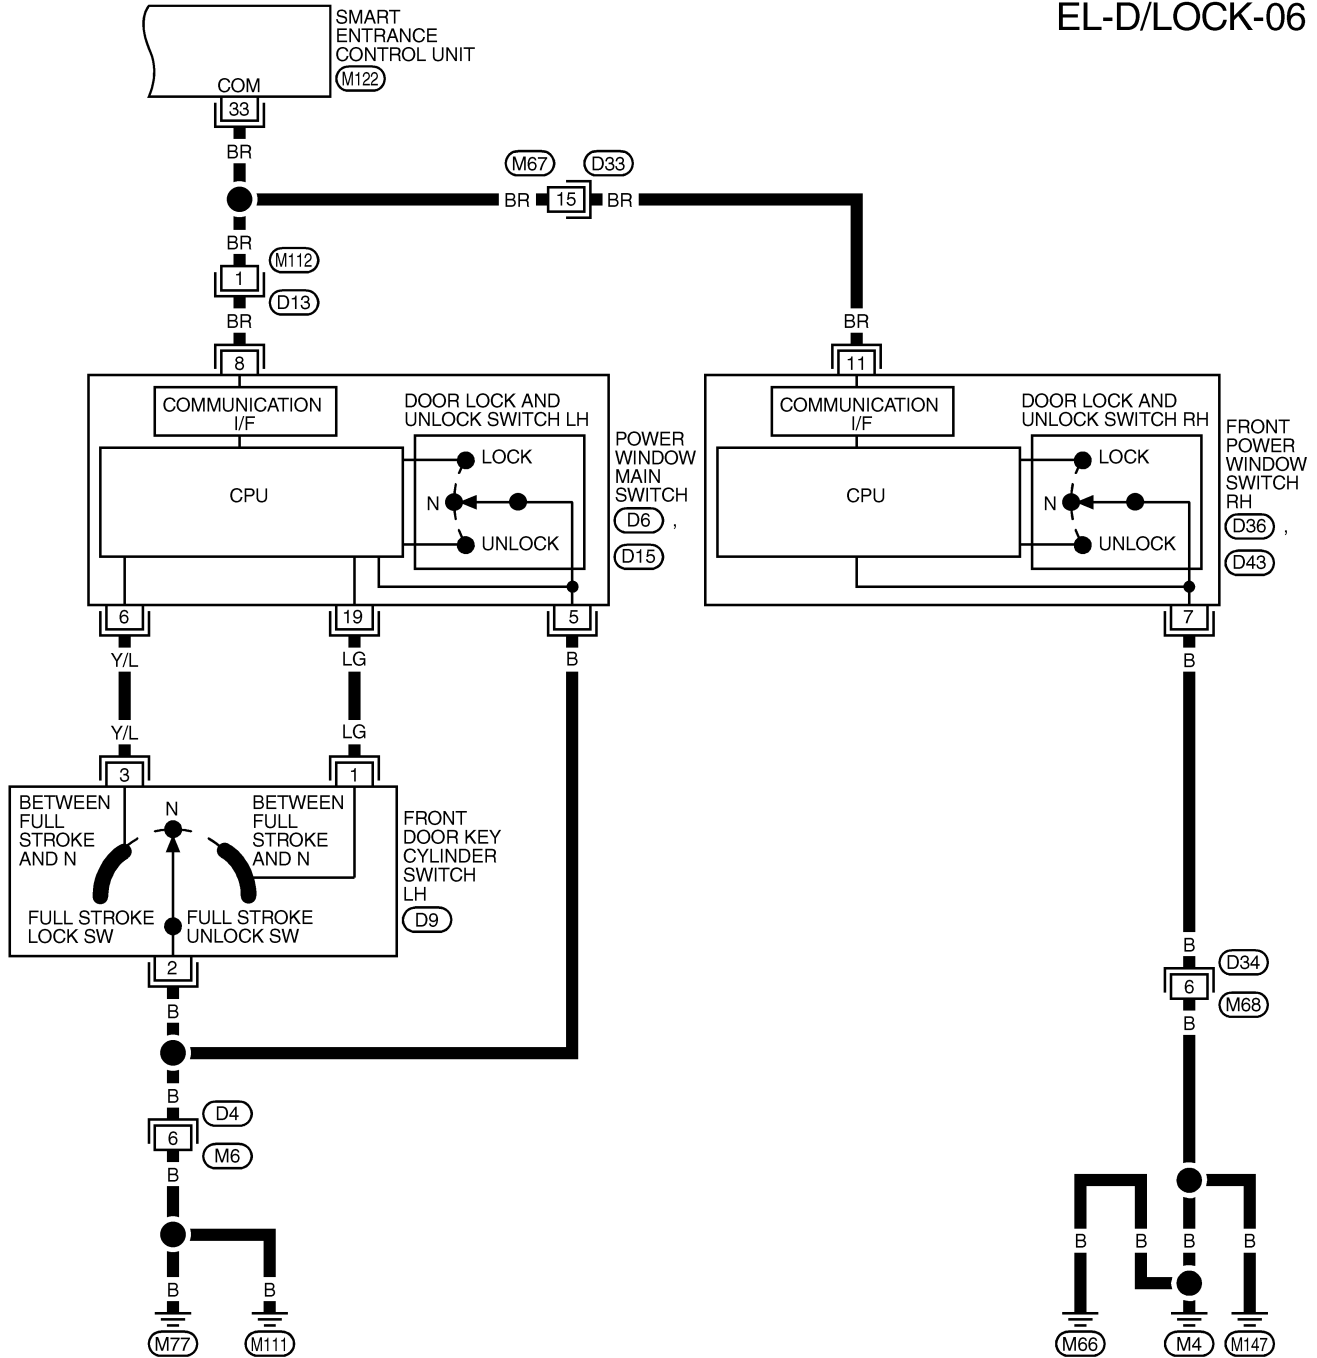 EL-D/LOCK-06
SMART
ENTRANCE
CONTROL UNIT
M122
COM
33
BR
M67
D33
BR
15
BR
BR
M112
1
D13
BR
BR
8
11
COMMUNICATION
I/F
DOOR LOCK AND
UNLOCK SWITCH LH
LOCK
N
UNLOCK
CPU
POWER
WINDOW
MAIN
SWITCH
D6 ,
D15
COMMUNICATION
I/F
DOOR LOCK AND
UNLOCK SWITCH RH
LOCK
N
UNLOCK
CPU
FRONT
POWER
WINDOW
SWITCH
RH
D36 ,
D43
6
19
5
7
Y/L
LG
B
B
Y/L
LG
3
1
BETWEEN
FULL
STROKE
AND N
N
BETWEEN
FULL
STROKE
AND N
FULL STROKE
LOCK SW
FULL STROKE
UNLOCK SW
FRONT
DOOR KEY
CYLINDER
SWITCH
LH
D9
2
B
B
D4
6
M6
B
B
B
M77
M111
B
D34
6
M68
B
B
B
B
B
M66
M4
M147